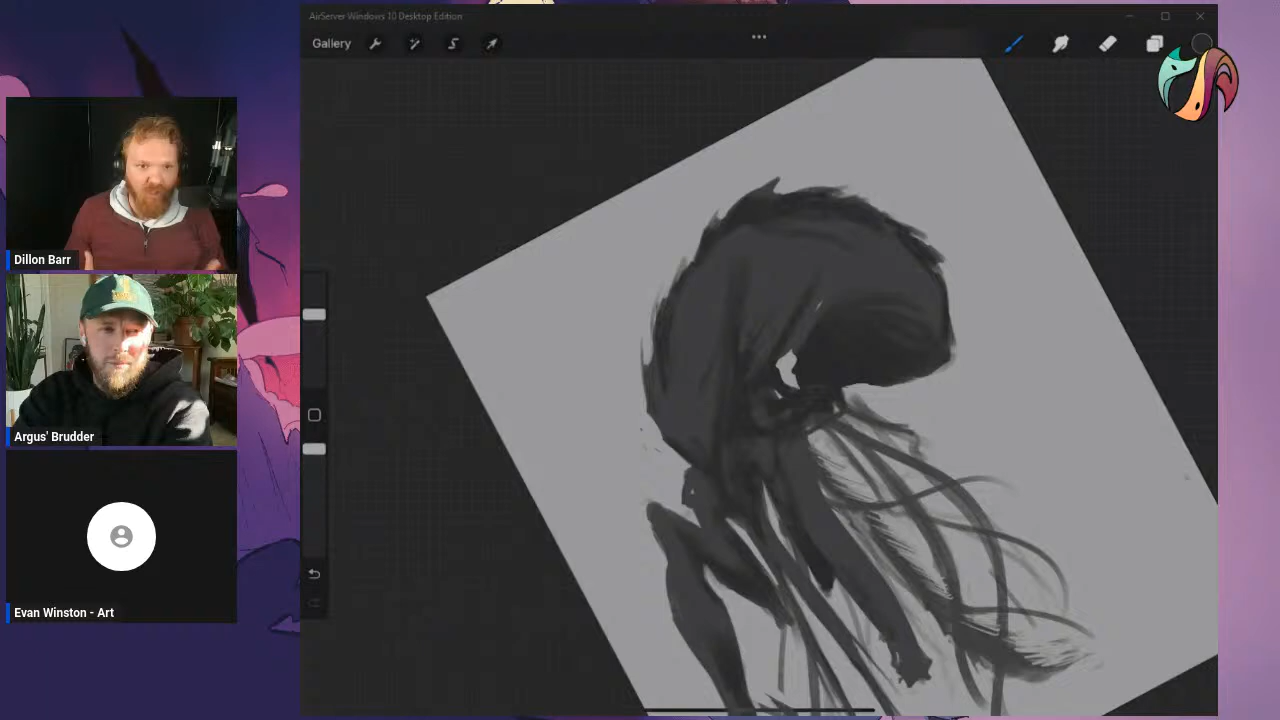 AirServer Windows 10 Desktop Edition
Gallery
Dillon Barr
Argus' Brudder
Evan Winston - Art